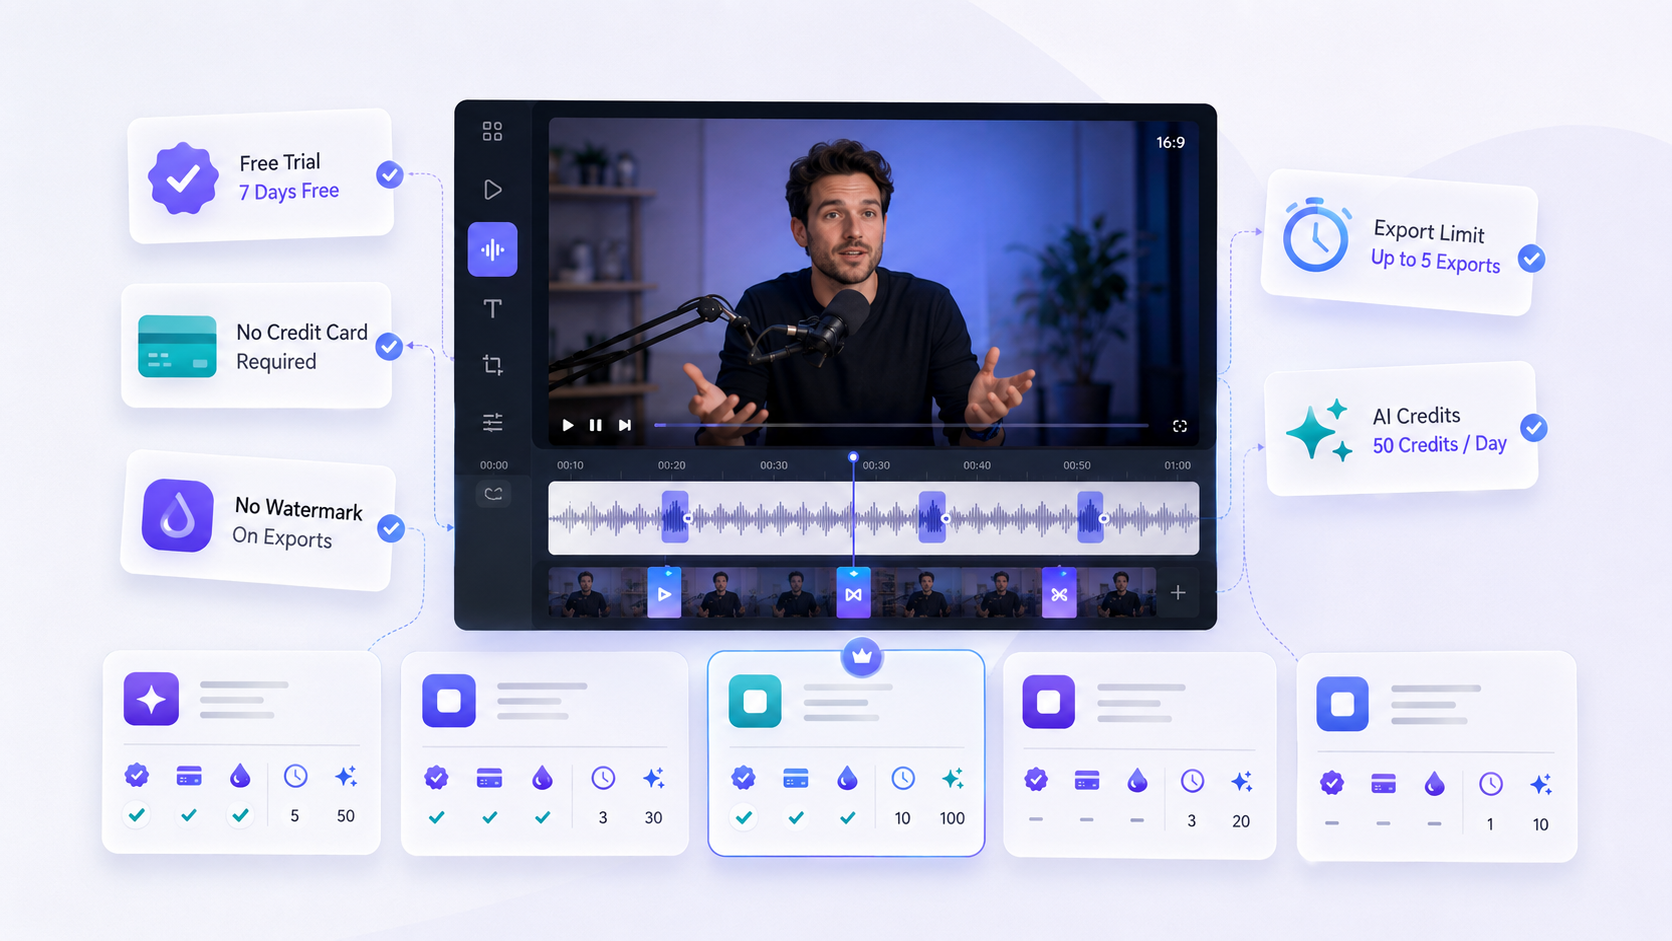 Free Trial
7 Days Free
No Credit Card
Required
No Watermark
On Exports
16:9
00:00
00:10
00:20
00:30
00:30
00:40
00:50
01:00
Export Limit
Up to 5 Exports
AI Credits
50 Credits / Day
5
50
3
30
10
100
3
20
1
10